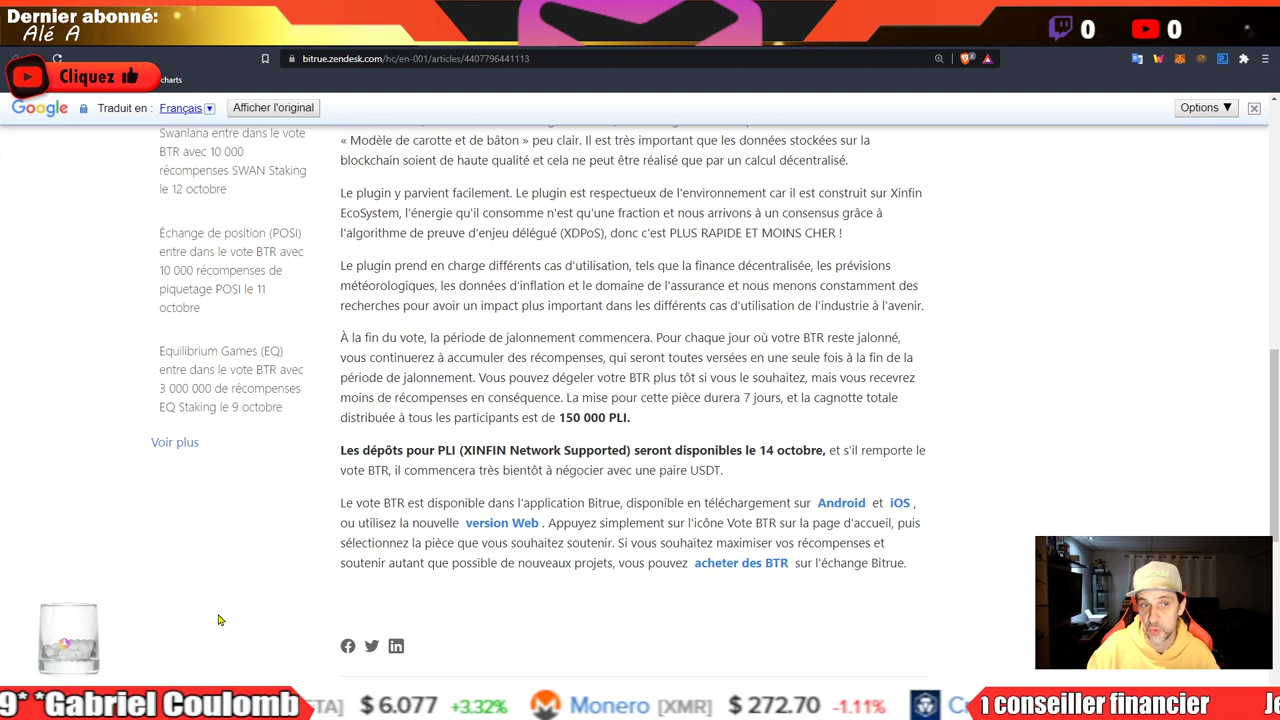 Dernier abonné:
Alé A
0
0
bitrue.zendesk.com/hc/en-001/articles/4407796441113
Cliquez
charts
Google
Traduit en : Français
Afficher l'original
Options ▼
Swanlana entre dans le vote
BTR avec 10 000
récompenses SWAN Staking
le 12 octobre
Échange de position (POSI)
entre dans le vote BTR avec
10 000 récompenses de
piquetage POSI le 11
octobre
Equilibrium Games (EQ)
entre dans le vote BTR avec
3 000 000 de récompenses
EQ Staking le 9 octobre
Voir plus
« Modèle de carotte et de bâton » peu clair. Il est très important que les données stockées sur la
blockchain soient de haute qualité et cela ne peut être réalisé que par un calcul décentralisé.
Le plugin y parvient facilement. Le plugin est respectueux de l'environnement car il est construit sur Xinfin
EcoSystem, l'énergie qu'il consomme n'est qu'une fraction et nous arrivons à un consensus grâce à
l'algorithme de preuve d'enjeu délégué (XDPoS), donc c'est PLUS RAPIDE ET MOINS CHER !
Le plugin prend en charge différents cas d'utilisation, tels que la finance décentralisée, les prévisions
météorologiques, les données d'inflation et le domaine de l'assurance et nous menons constamment des
recherches pour avoir un impact plus important dans les différents cas d'utilisation de l'industrie à l'avenir.
À la fin du vote, la période de jalonnement commencera. Pour chaque jour où votre BTR reste jalonné,
vous continuerez à accumuler des récompenses, qui seront toutes versées en une seule fois à la fin de la
période de jalonnement. Vous pouvez dégeler votre BTR plus tôt si vous le souhaitez, mais vous recevrez
moins de récompenses en conséquence. La mise pour cette pièce durera 7 jours, et la cagnotte totale
distribuée à tous les participants est de 150 000 PLI.
Les dépôts pour PLI (XINFIN Network Supported) seront disponibles le 14 octobre, et s'il remporte le
vote BTR, il commencera très bientôt à négocier avec une paire USDT.
Le vote BTR est disponible dans l'application Bitrue, disponible en téléchargement sur Android et iOS ,
ou utilisez la nouvelle version Web . Appuyez simplement sur l'icône Vote BTR sur la page d'accueil, puis
sélectionnez la pièce que vous souhaitez soutenir. Si vous souhaitez maximiser vos récompenses et
soutenir autant que possible de nouveaux projets, vous pouvez acheter des BTR sur l'échange Bitrue.
9* *Gabriel Coulomb
TA] $ 6.077 +3.32% Monero [XMR] $ 272.70 -1.11%
1 conseiller financier